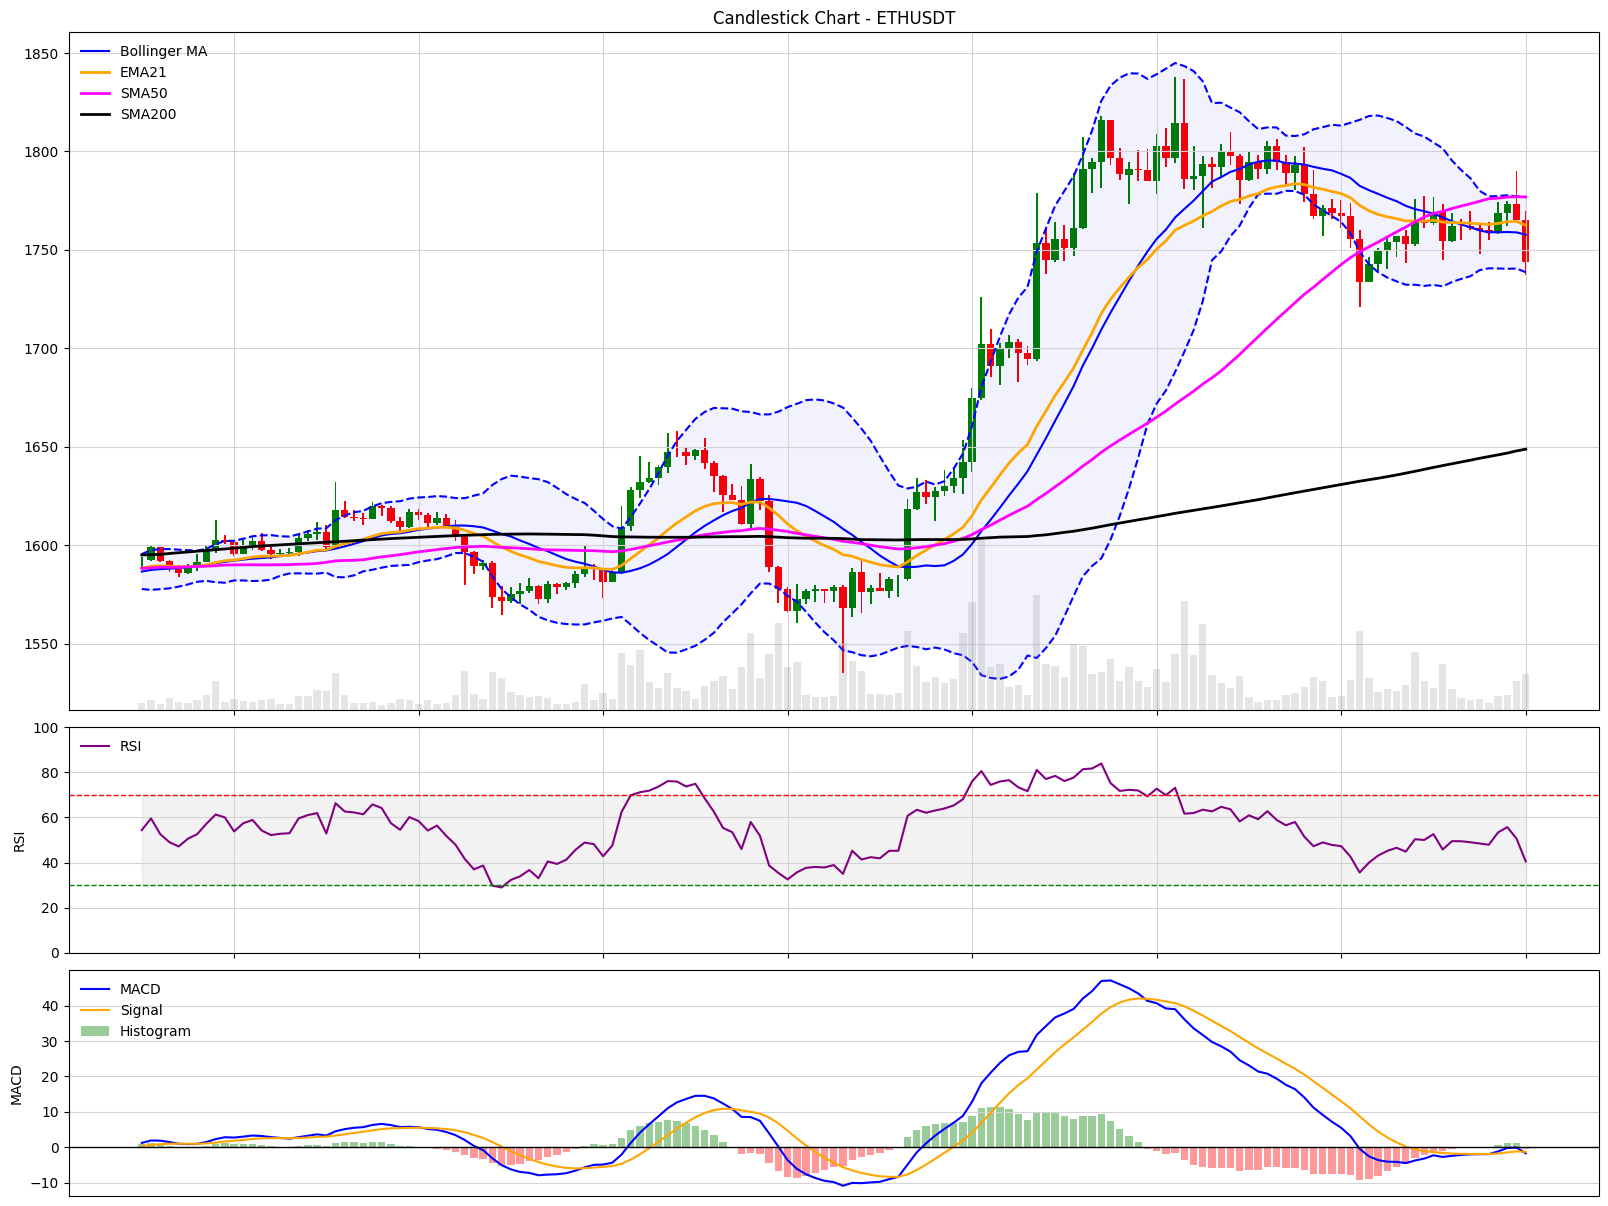 Candlestick Chart - ETHUSDT
Bollinger MA
EMA21
SMA50
SMA200
1850
1800
1750
1700
1650
1600
1550
RSI
100
80
60
40
20
0
RSI
MACD
Signal
Histogram
40
30
20
10
0
−10
MACD